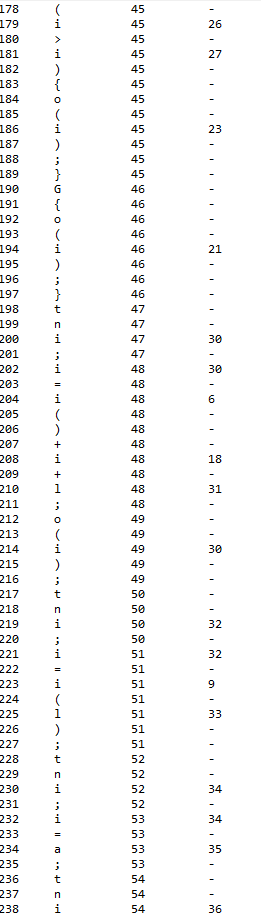 178 ( 45 -
179 i 45 26
180 > 45 -
181 i 45 27
182 ) 45 -
183 { 45 -
184 o 45 -
185 ( 45 -
186 i 45 23
187 ) 45 -
188 ; 45 -
189 } 45 -
190 G 46 -
191 { 46 -
192 o 46 -
193 ( 46 -
194 i 46 21
195 ) 46 -
196 ; 46 -
197 } 46 -
198 t 47 -
199 n 47 -
200 i 47 30
201 ; 47 -
202 i 48 30
203 = 48 -
204 i 48 6
205 ( 48 -
206 ) 48 -
207 + 48 -
208 i 48 18
209 + 48 -
210 l 48 31
211 ; 48 -
212 o 49 -
213 ( 49 -
214 i 49 30
215 ) 49 -
216 ; 49 -
217 t 50 -
218 n 50 -
219 i 50 32
220 ; 50 -
221 i 51 32
222 = 51 -
223 i 51 9
224 ( 51 -
225 l 51 33
226 ) 51 -
227 ; 51 -
228 t 52 -
229 n 52 -
230 i 52 34
231 ; 52 -
232 i 53 34
233 = 53 -
234 a 53 35
235 ; 53 -
236 t 54 -
237 n 54 -
238 i 54 36